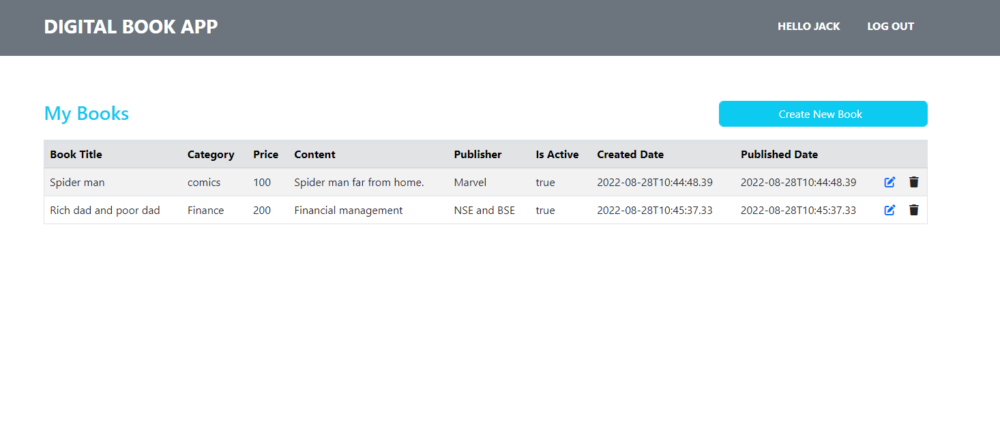 DIGITAL BOOK APP HELLO JACK LOG OUT
My Books Create New Book
Book Title Category Price Content Publisher Is Active Created Date Published Date
Spider man comics 100 Spider man far from home. Marvel true 2022-08-28T10:44:48.39 2022-08-28T10:44:48.39
Rich dad and poor dad Finance 200 Financial management NSE and BSE true 2022-08-28T10:45:37.33 2022-08-28T10:45:37.33